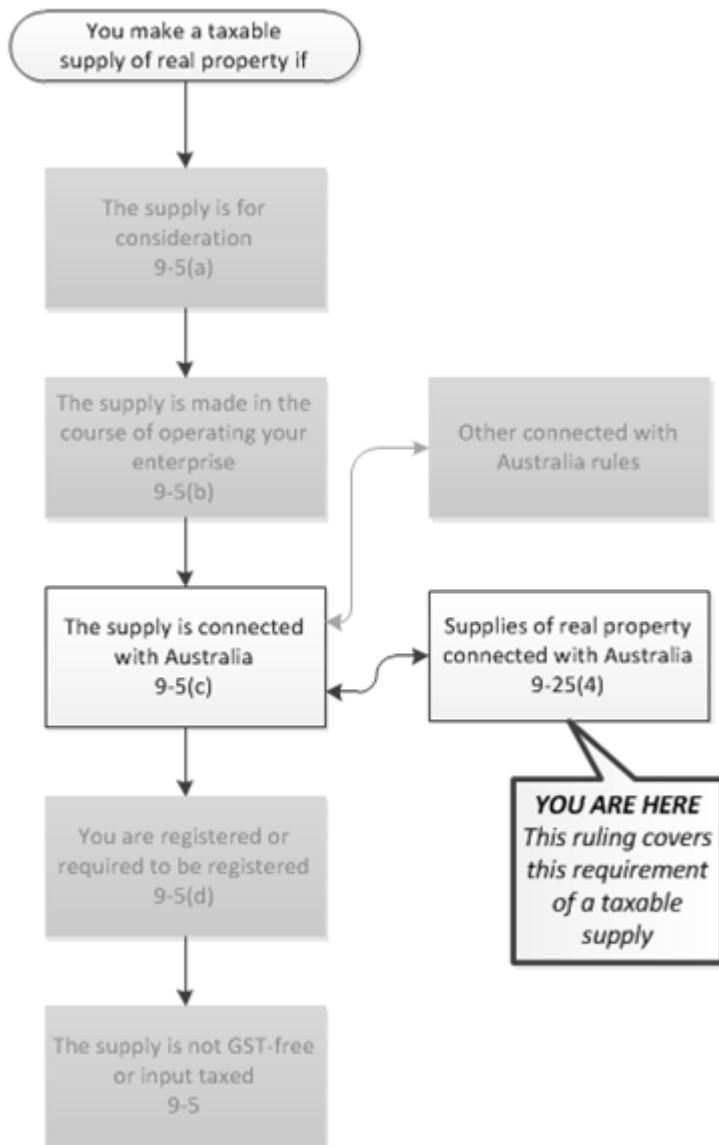 You make a taxable
supply of real property if
The supply is for
consideration
9-5(a)
The supply is made in the
course of operating your
enterprise
9-5(b)
Other connected with
Australia rules
The supply is connected
with Australia
9-5(c)
Supplies of real property
connected with Australia
9-25(4)
YOU ARE HERE
This ruling covers
this requirement
of a taxable
supply
You are registered or
required to be registered
9-5(d)
The supply is not GST-free
or input taxed
9-5